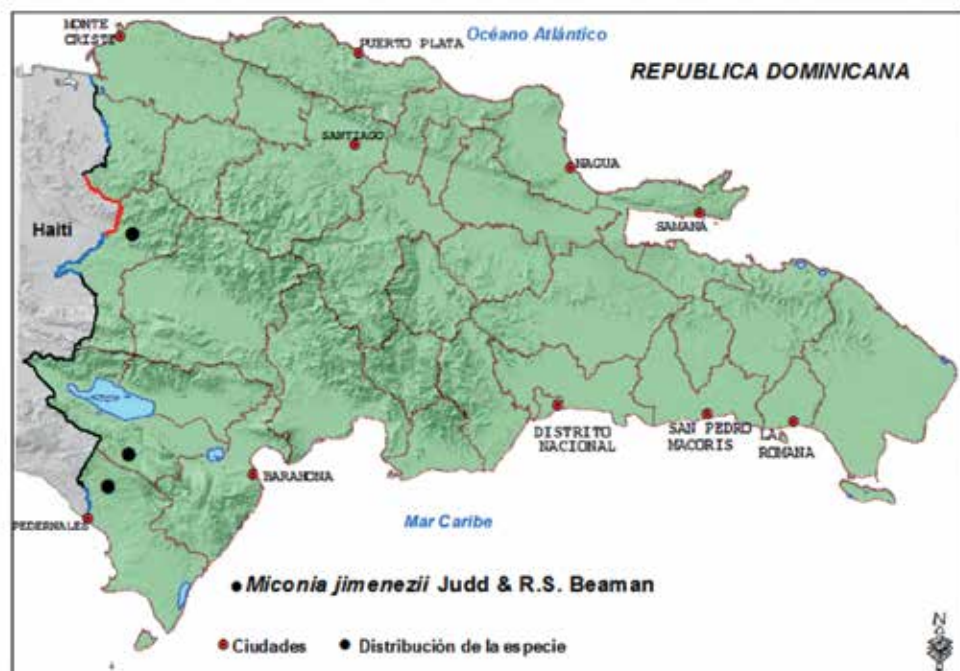 MONTE
CRISTI
PUERTO PLATA
Océano Atlántico
REPUBLICA DOMINICANA
SANTIAGO
NAGUA
SAMANA
Haití
DISTRITO
NACIONAL
SAN PEDRO
MACORIS
LA
ROMANA
BARAHONA
PEDERNALES
Mar Caribe
Miconia jimenezii Judd & R.S. Beaman
Ciudades
Distribución de la especie
N